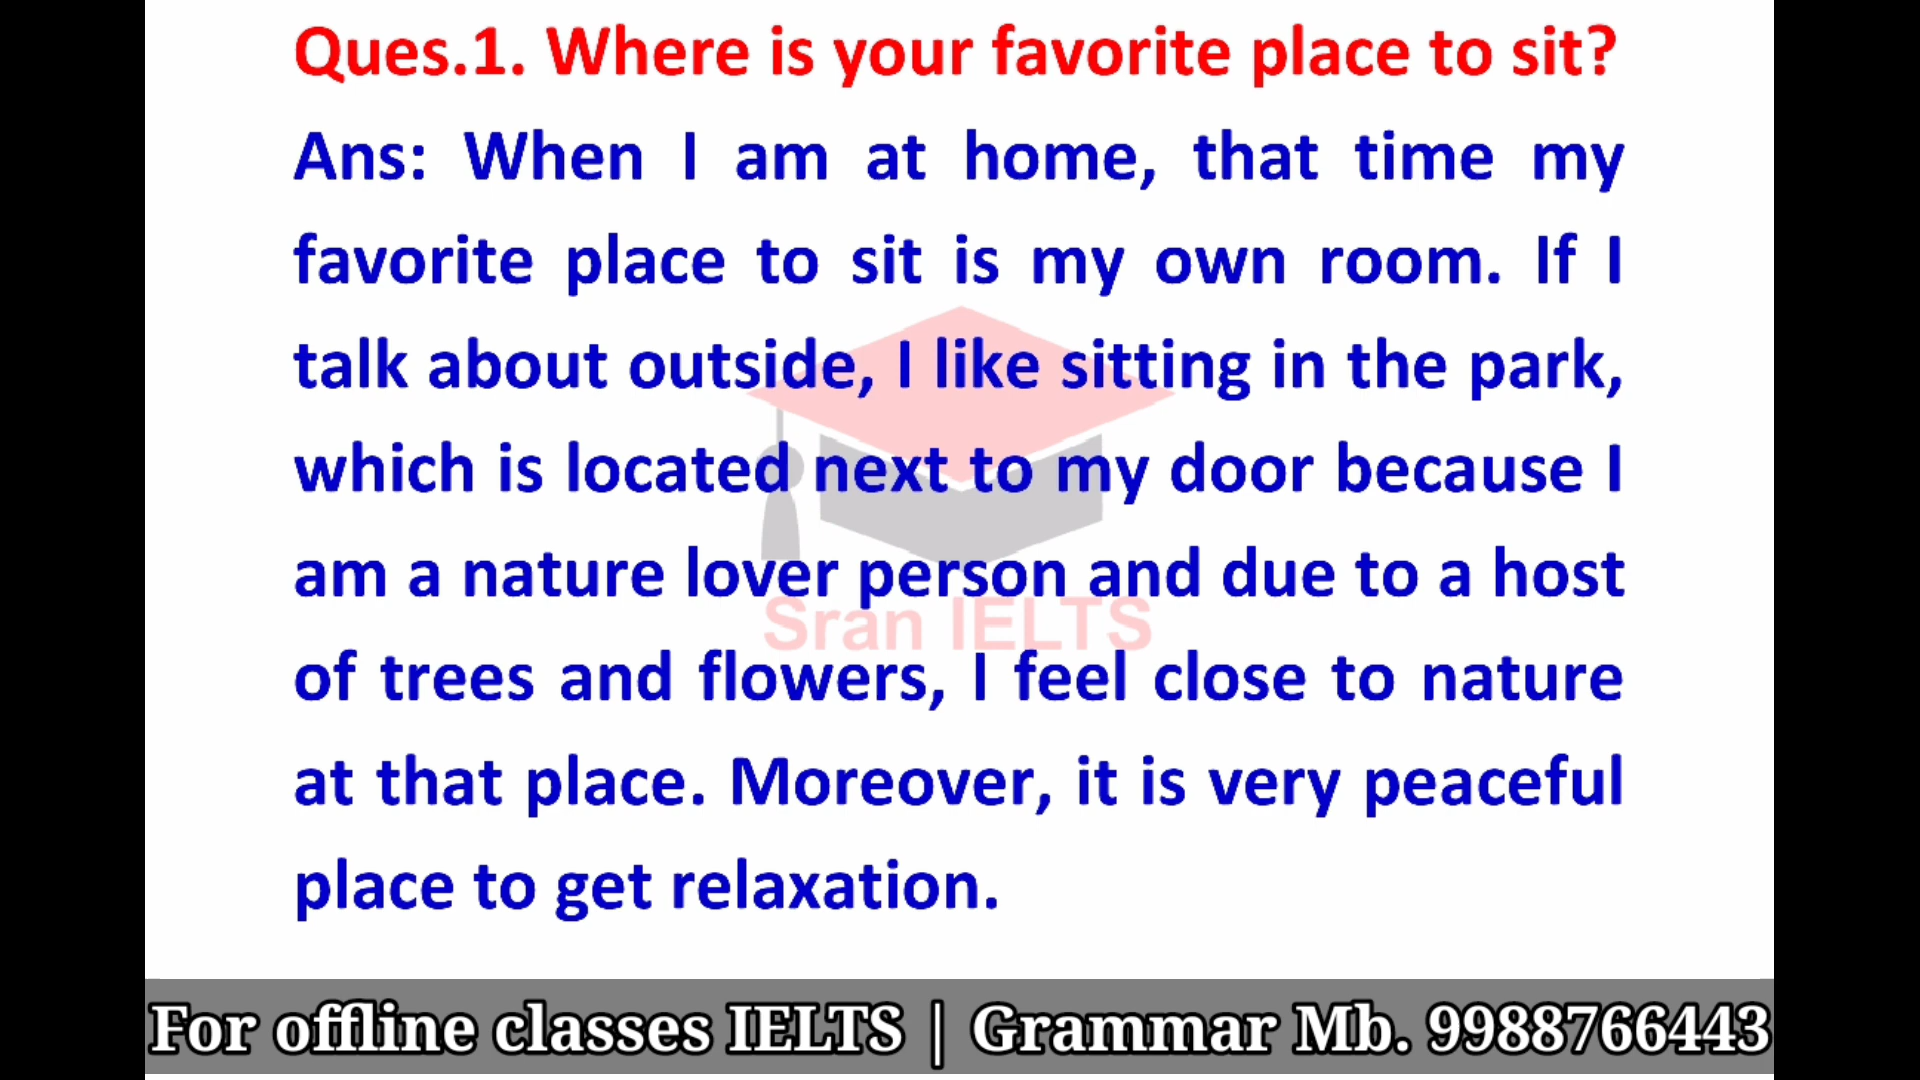 Ques.1. Where is your favorite place to sit?
Ans: When I am at home, that time my
favorite place to sit is my own room. If I
talk about outside, I like sitting in the park,
which is located next to my door because I
am a nature lover person and due to a host
Sran IELTS
of trees and flowers, I feel close to nature
at that place. Moreover, it is very peaceful
place to get relaxation.
For offline classes IELTS | Grammar Mb. 9988766443